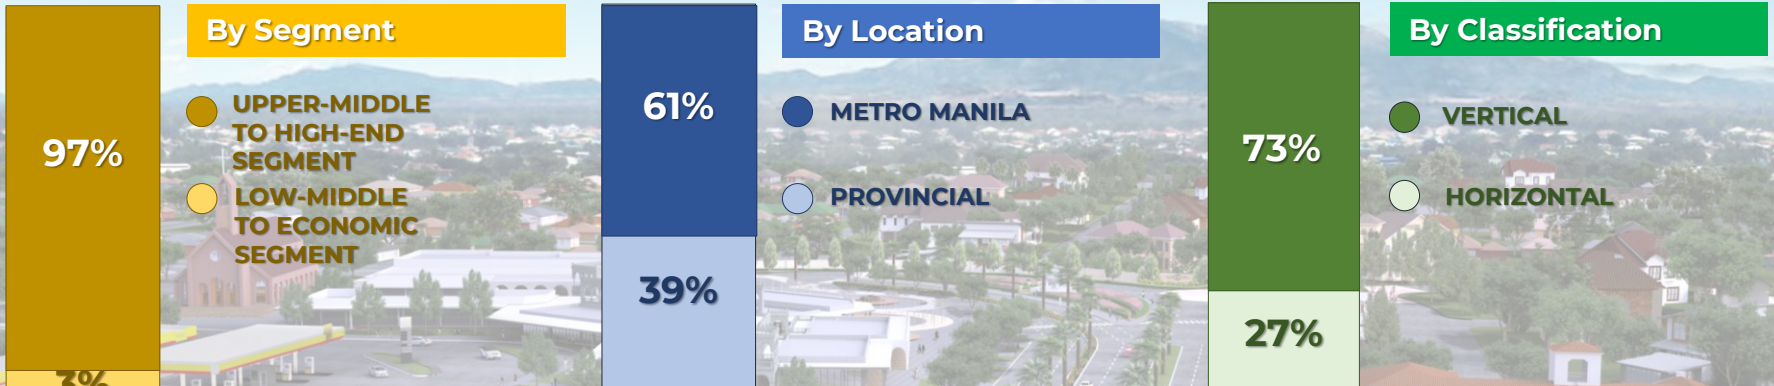 By Segment
97%
UPPER-MIDDLE
TO HIGH-END
SEGMENT
LOW-MIDDLE
TO ECONOMIC
SEGMENT
3%
By Location
61%
METRO MANILA
PROVINCIAL
39%
By Classification
73%
VERTICAL
HORIZONTAL
27%